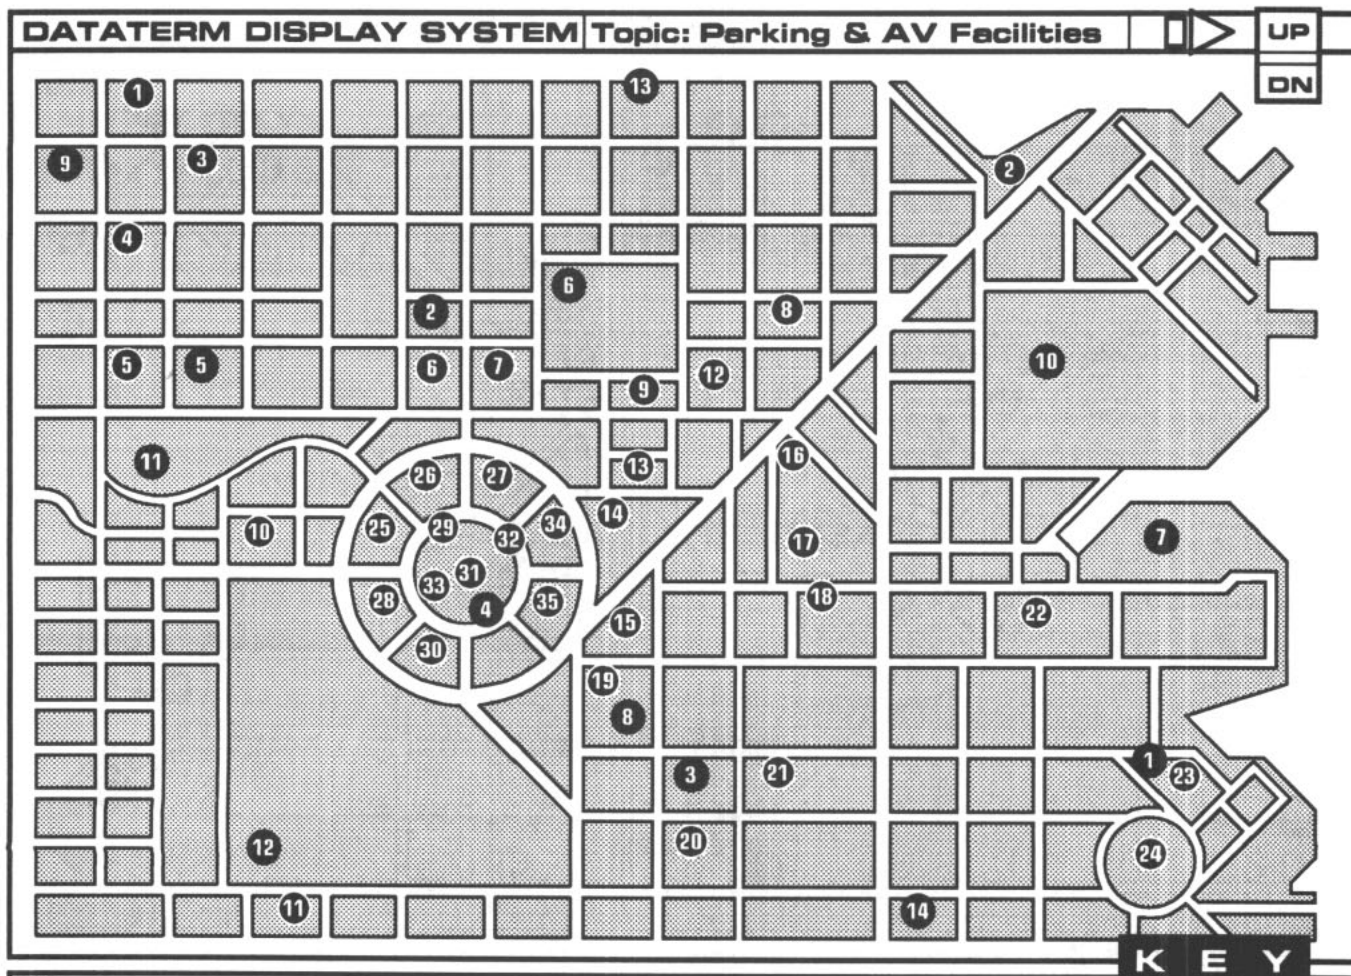 DATATERM DISPLAY SYSTEM Topic: Parking & AV Facilities UP
DN
1 13
9 3 2
4
6
2 8
5 5 6 7 12 10
9
11 26 27 13 16
25 29 32 34 14
10 17 7
31
33
28 4 35 15 18 22
30
19
8
3 21 1 23
20
12 24
11 14
KEY